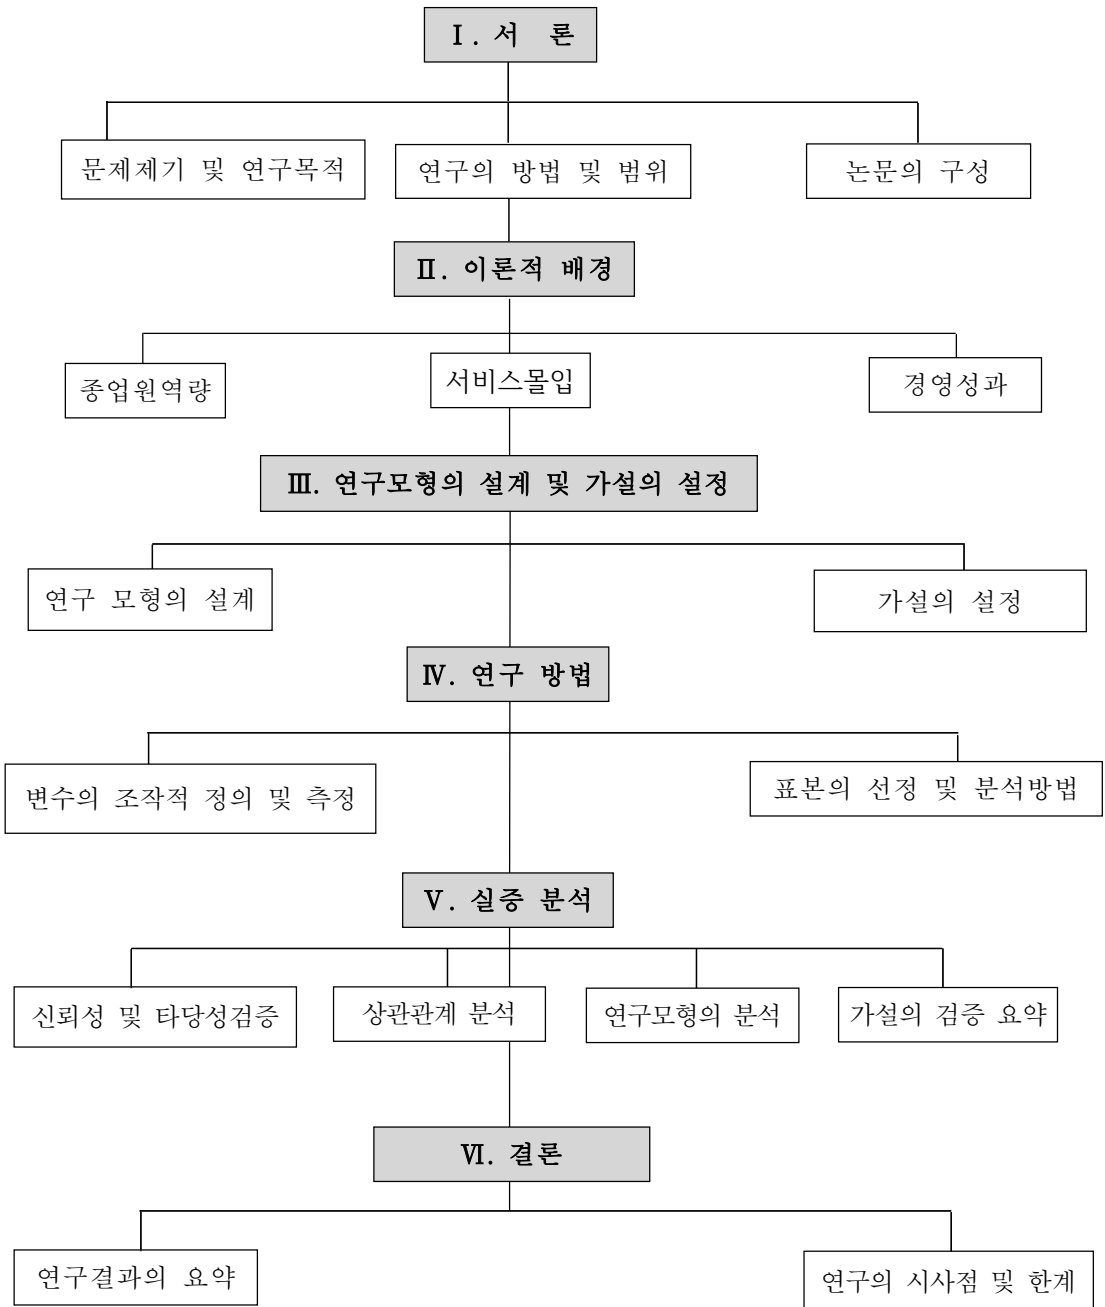 Ⅰ. 서 론
문제제기 및 연구목적
연구의 방법 및 범위
논문의 구성
Ⅱ. 이론적 배경
종업원역량
서비스몰입
경영성과
Ⅲ. 연구모형의 설계 및 가설의 설정
연구 모형의 설계
가설의 설정
Ⅳ. 연구 방법
변수의 조작적 정의 및 측정
표본의 선정 및 분석방법
Ⅴ. 실증 분석
신뢰성 및 타당성검증
상관관계 분석
연구모형의 분석
가설의 검증 요약
Ⅵ. 결론
연구결과의 요약
연구의 시사점 및 한계